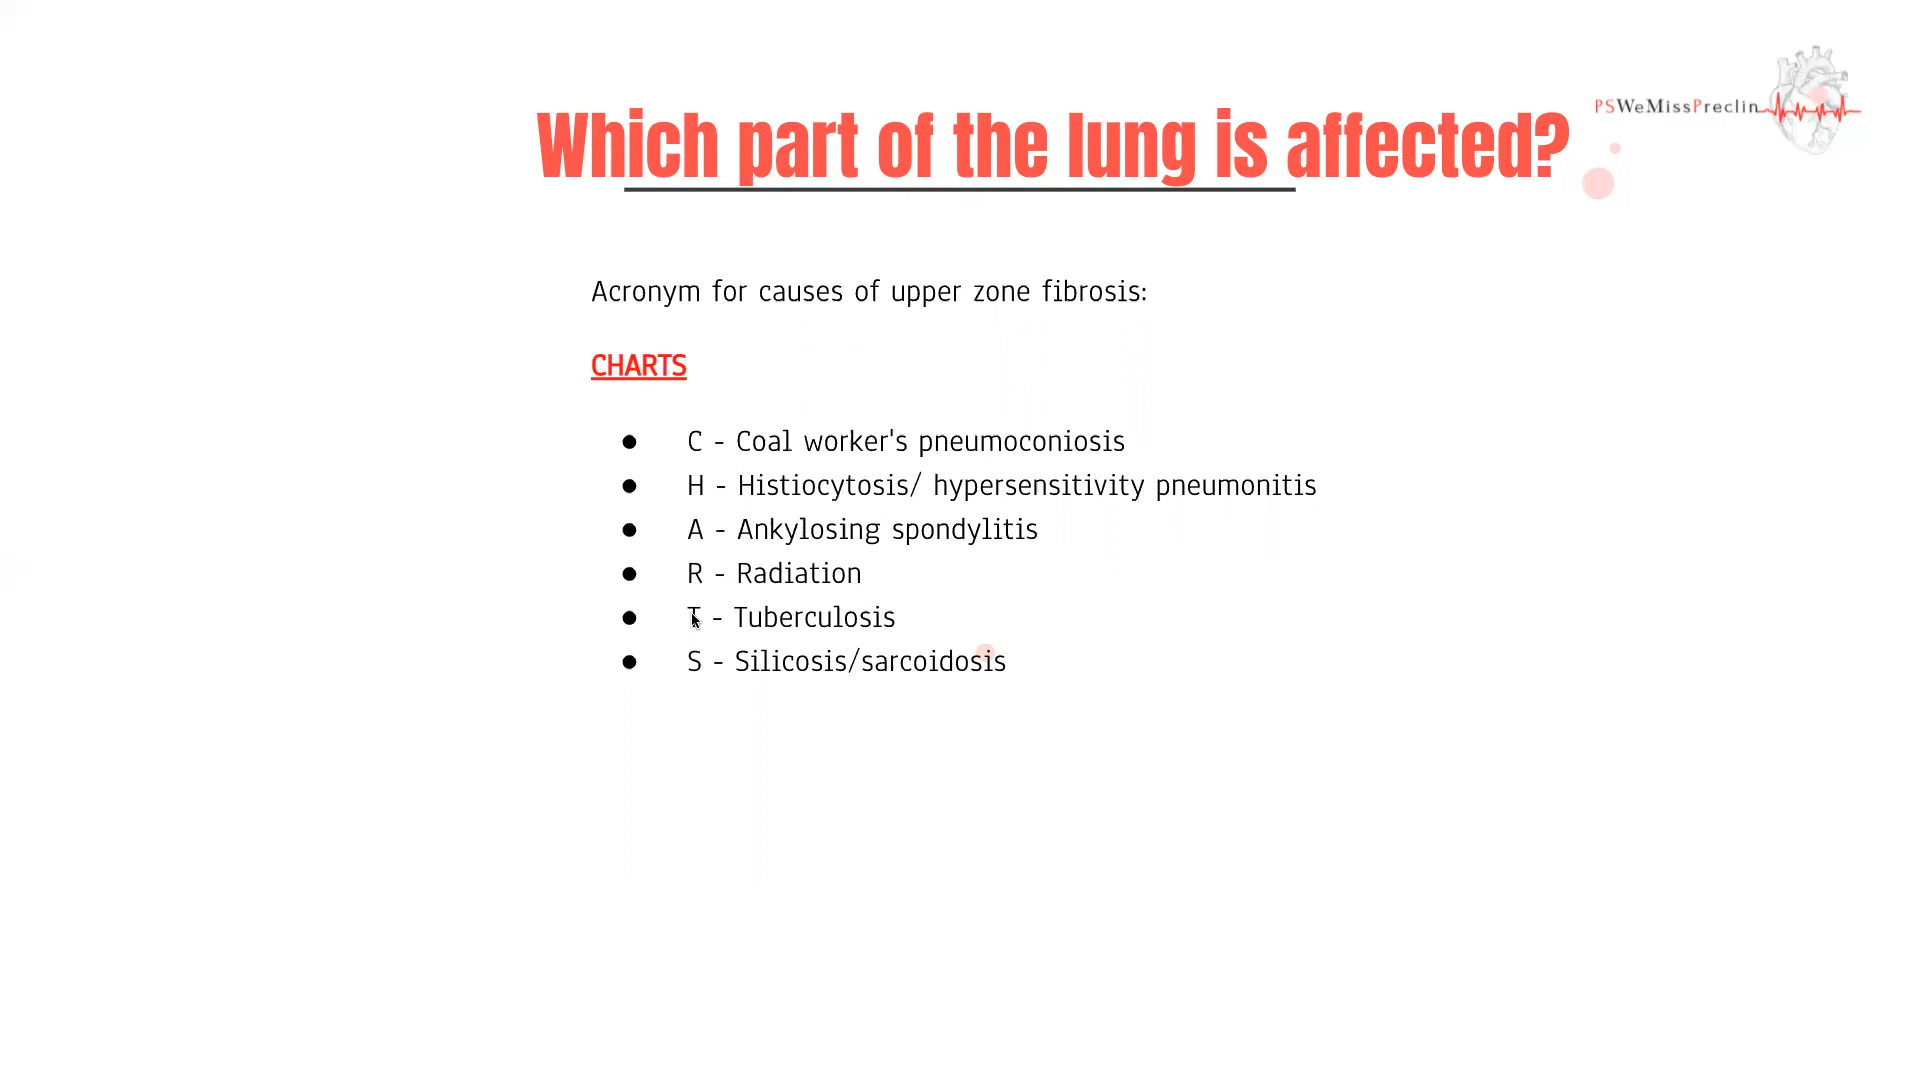 PSWeMissPreclin
Which part of the lung is affected?
Acronym for causes of upper zone fibrosis:
CHARTS
● C - Coal worker's pneumoconiosis
● H - Histiocytosis/ hypersensitivity pneumonitis
● A - Ankylosing spondylitis
● R - Radiation
● T - Tuberculosis
● S - Silicosis/sarcoidosis